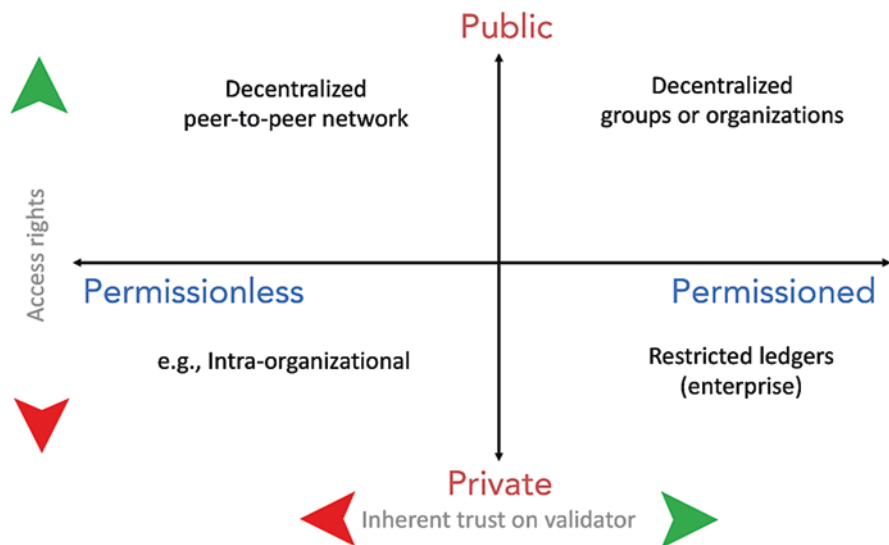 Public
Decentralized
peer-to-peer network
Decentralized
groups or organizations
Access rights
Permissionless
Permissioned
e.g., Intra-organizational
Restricted ledgers
(enterprise)
Private
Inherent trust on validator